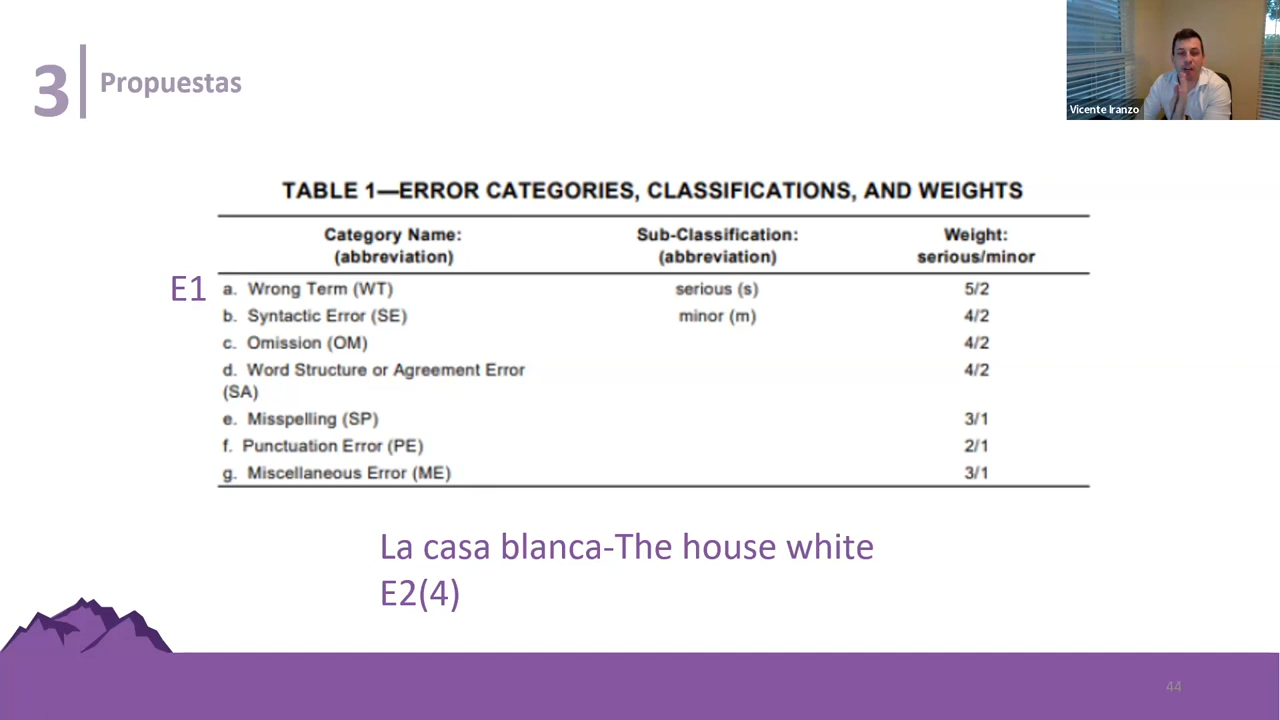 3 Propuestas
Vicente Iranzo
TABLE 1—ERROR CATEGORIES, CLASSIFICATIONS, AND WEIGHTS
Category Name: Sub-Classification: Weight:
(abbreviation) (abbreviation) serious/minor
E1 a. Wrong Term (WT) serious (s) 5/2
b. Syntactic Error (SE) minor (m) 4/2
c. Omission (OM) 4/2
d. Word Structure or Agreement Error 4/2
(SA)
e. Misspelling (SP) 3/1
f. Punctuation Error (PE) 2/1
g. Miscellaneous Error (ME) 3/1
La casa blanca-The house white
E2(4)
44